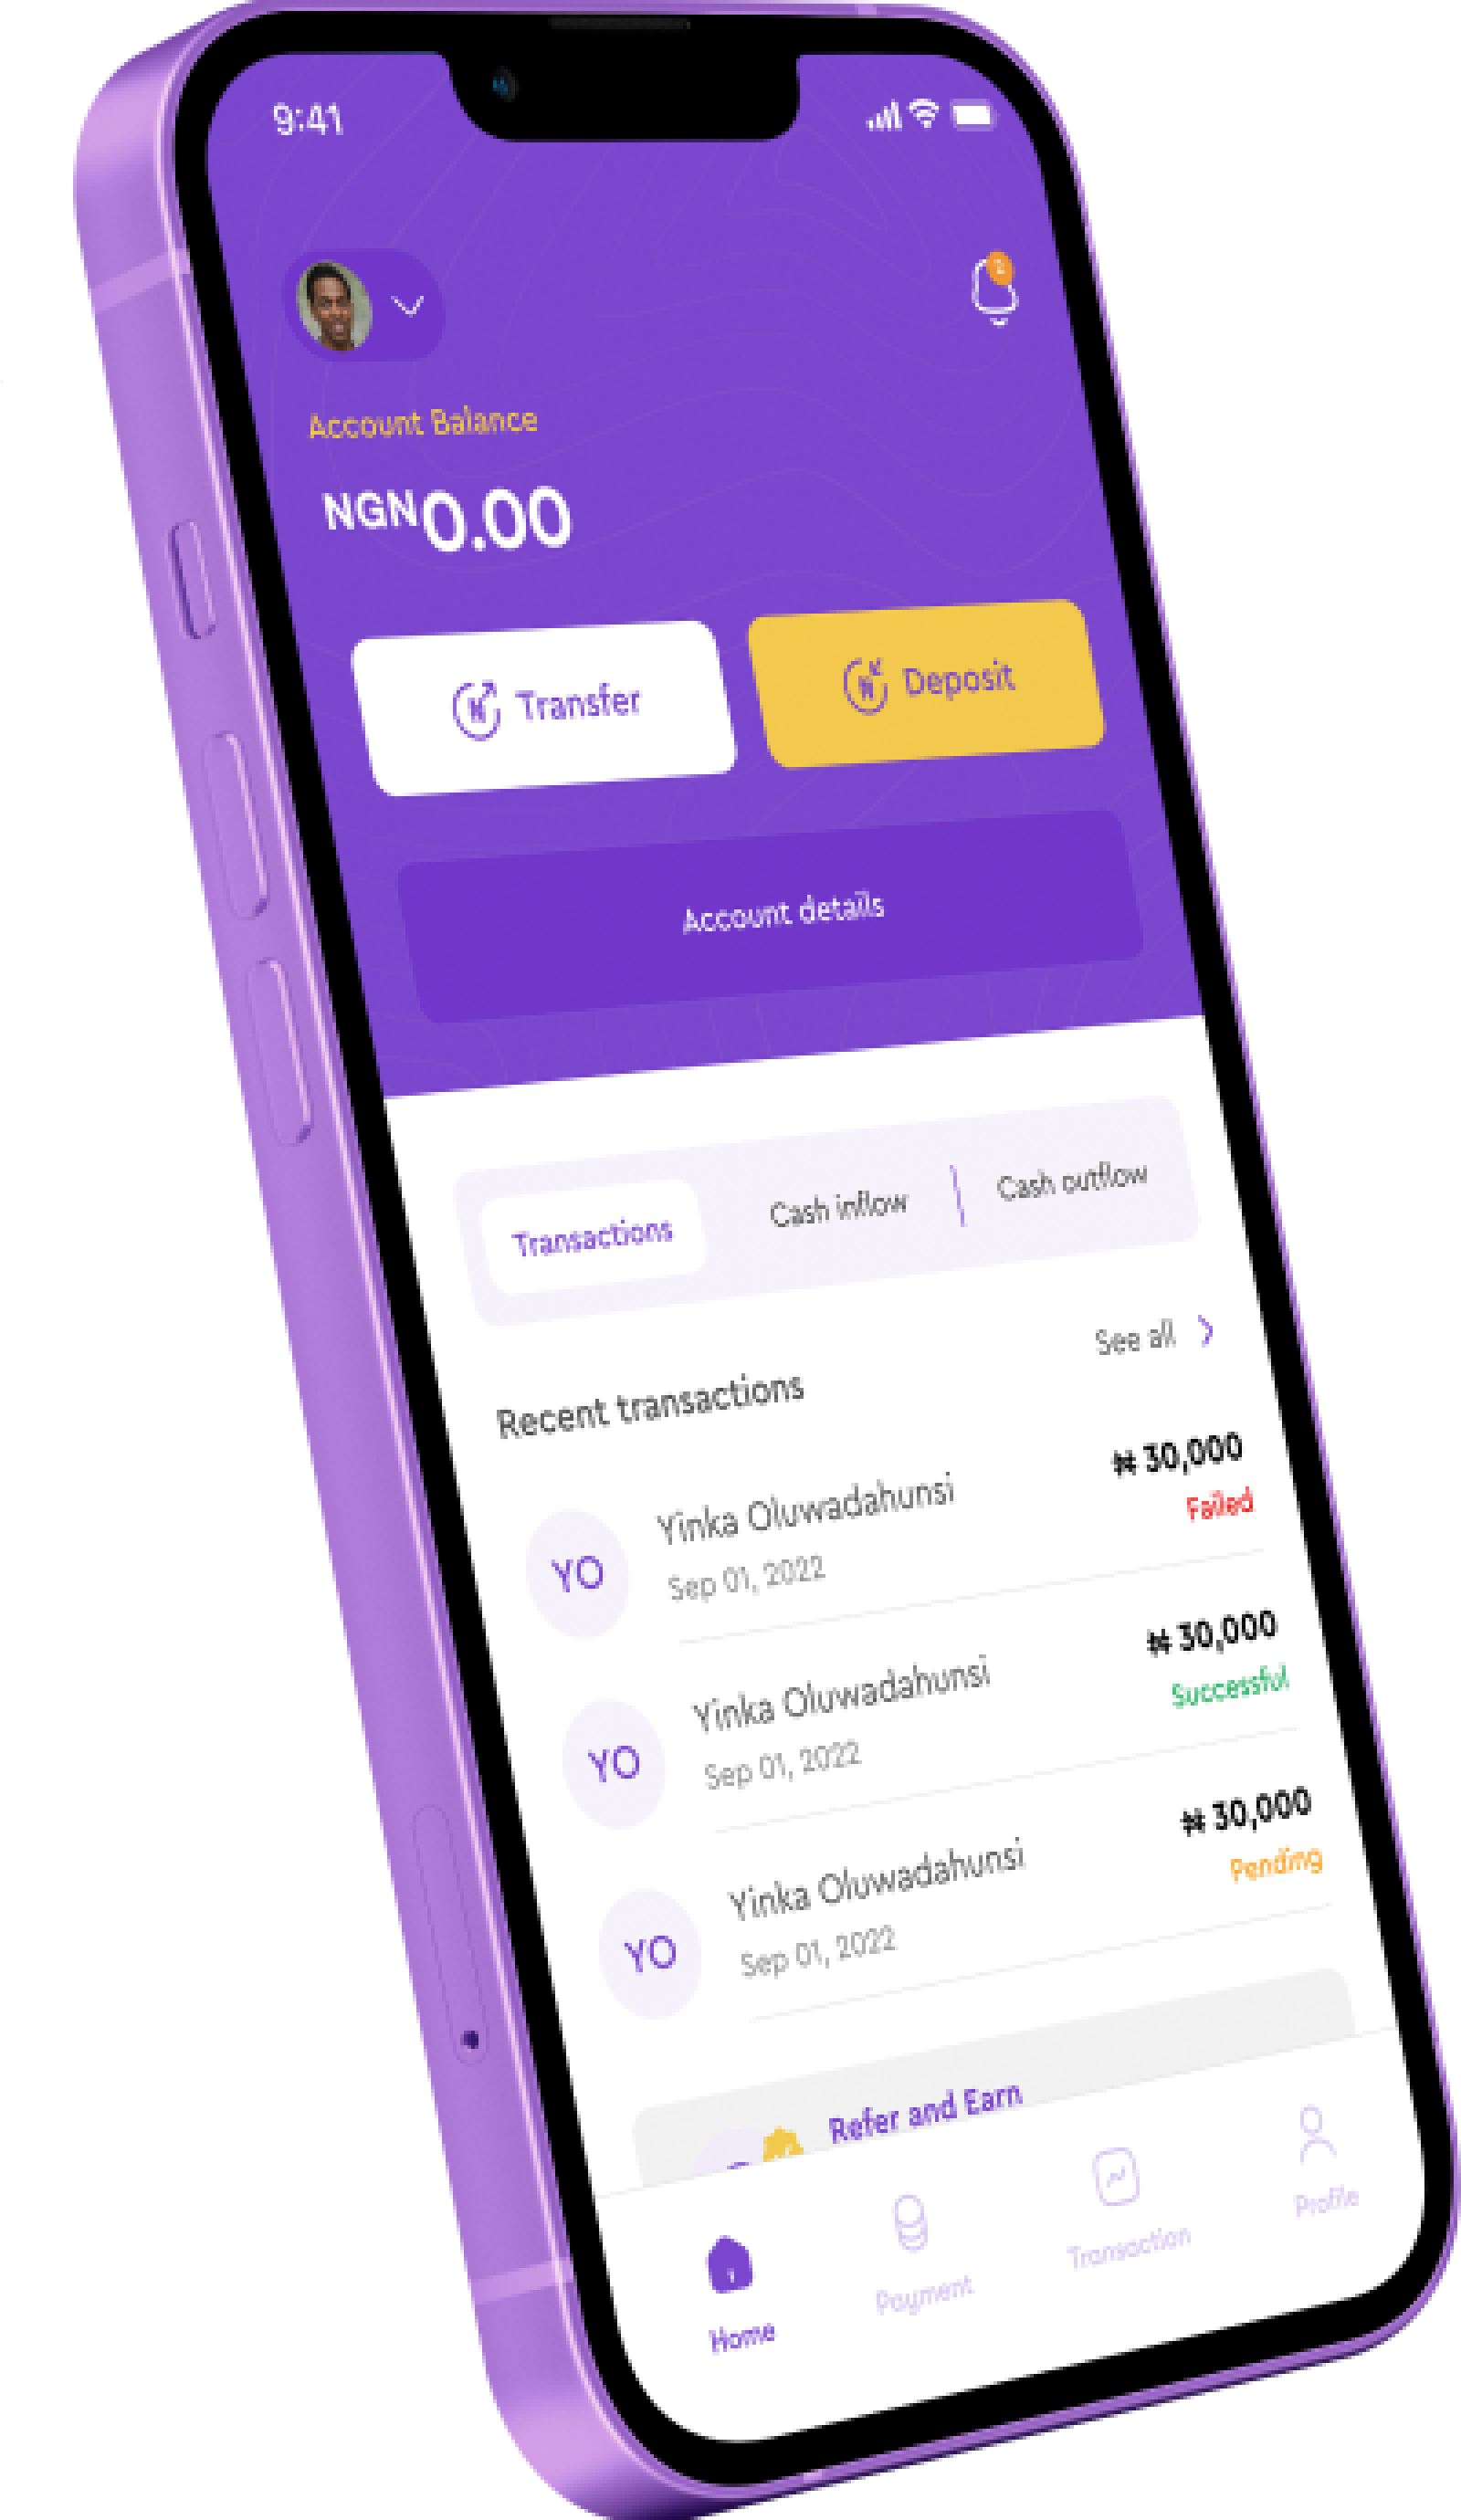 9:41
2
Account Balance
NGN0.00
Transfer
Deposit
Account details
Transactions
Cash inflow
Cash outflow
See all
Recent transactions
YO
Yinka Oluwadahunsi
Sep 01, 2022
₦ 30,000
Failed
YO
Yinka Oluwadahunsi
Sep 01, 2022
₦ 30,000
Successful
YO
Yinka Oluwadahunsi
Sep 01, 2022
₦ 30,000
Pending
Refer and Earn
Home
Payment
Transaction
Profile